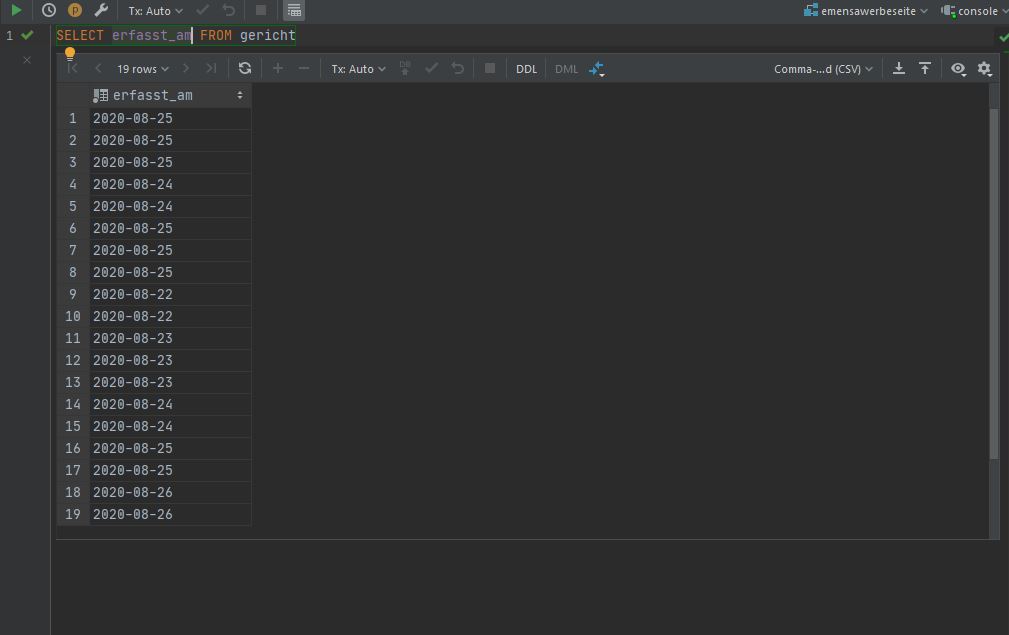 Tx: Auto
emensawerbeseite
console
1 SELECT erfasst_am FROM gericht
19 rows
Tx: Auto
DB
DDL
DML
Comma-...d (CSV)
erfasst_am
1 2020-08-25
2 2020-08-25
3 2020-08-25
4 2020-08-24
5 2020-08-24
6 2020-08-25
7 2020-08-25
8 2020-08-25
9 2020-08-22
10 2020-08-22
11 2020-08-23
12 2020-08-23
13 2020-08-23
14 2020-08-24
15 2020-08-24
16 2020-08-25
17 2020-08-25
18 2020-08-26
19 2020-08-26